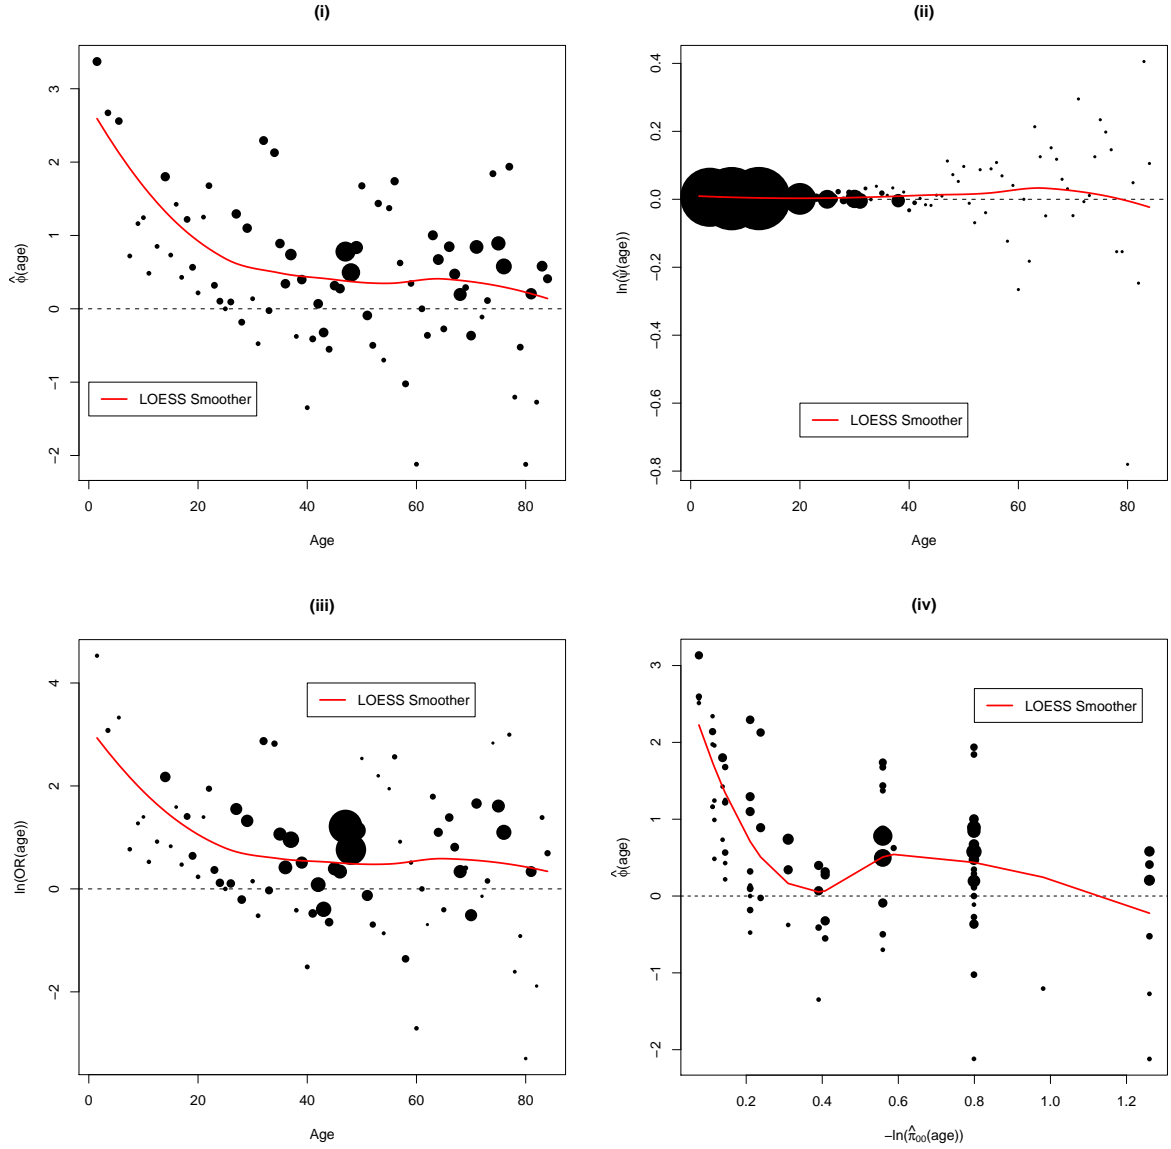 (i)
3
2
1
0
−1
−2
ϕ̂(age)
LOESS Smoother
0 20 40 60 80
Age
(ii)
0.4
0.2
0.0
−0.2
−0.4
−0.6
−0.8
ln(ψ̂(age))
LOESS Smoother
0 20 40 60 80
Age
(iii)
4
2
0
−2
ln(OR(age))
LOESS Smoother
0 20 40 60 80
Age
(iv)
3
2
1
0
−1
−2
ϕ̂(age)
LOESS Smoother
0.2 0.4 0.6 0.8 1.0 1.2
−ln(π̂₀₀(age))